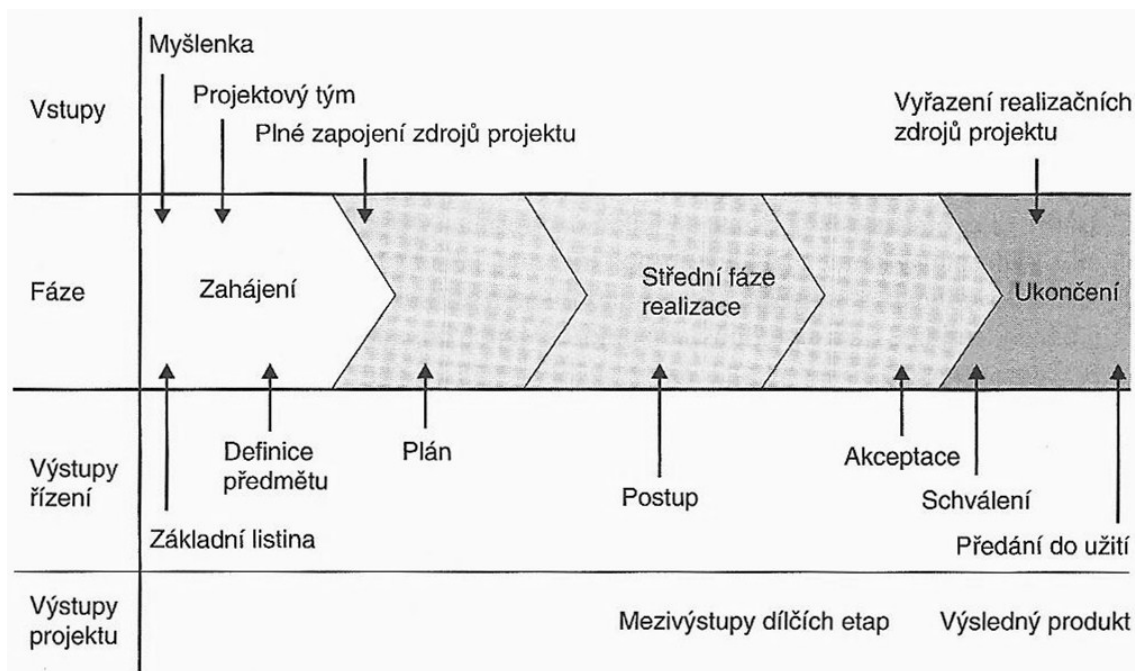 Myšlenka
Projektový tým
Plné zapojení zdrojů projektu
Vyřazení realizačních
zdrojů projektu
Vstupy
Fáze
Zahájení
Střední fáze
realizace
Ukončení
Výstupy
řízení
Definice
předmětu
Plán
Akceptace
Postup
Schválení
Základní listina
Předání do užití
Výstupy
projektu
Mezivýstupy dílčích etap
Výsledný produkt